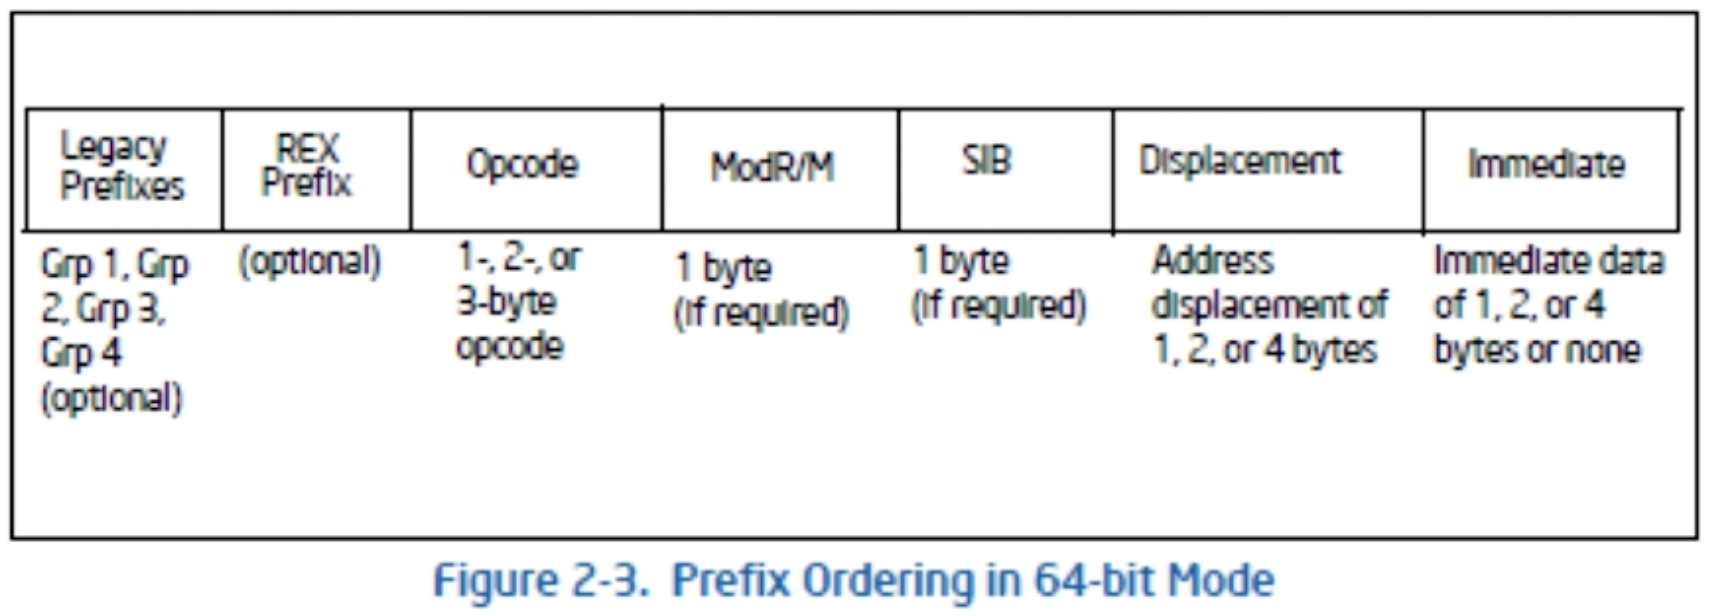 Legacy
Prefixes
REX
Prefix
Opcode
ModR/M
SIB
Displacement
Immediate
Grp 1, Grp
2, Grp 3,
Grp 4
(optional)
(optional)
1-, 2-, or
3-byte
opcode
1 byte
(if required)
1 byte
(if required)
Address
displacement of
1, 2, or 4 bytes
Immediate data
of 1, 2, or 4
bytes or none
Figure 2-3. Prefix Ordering in 64-bit Mode